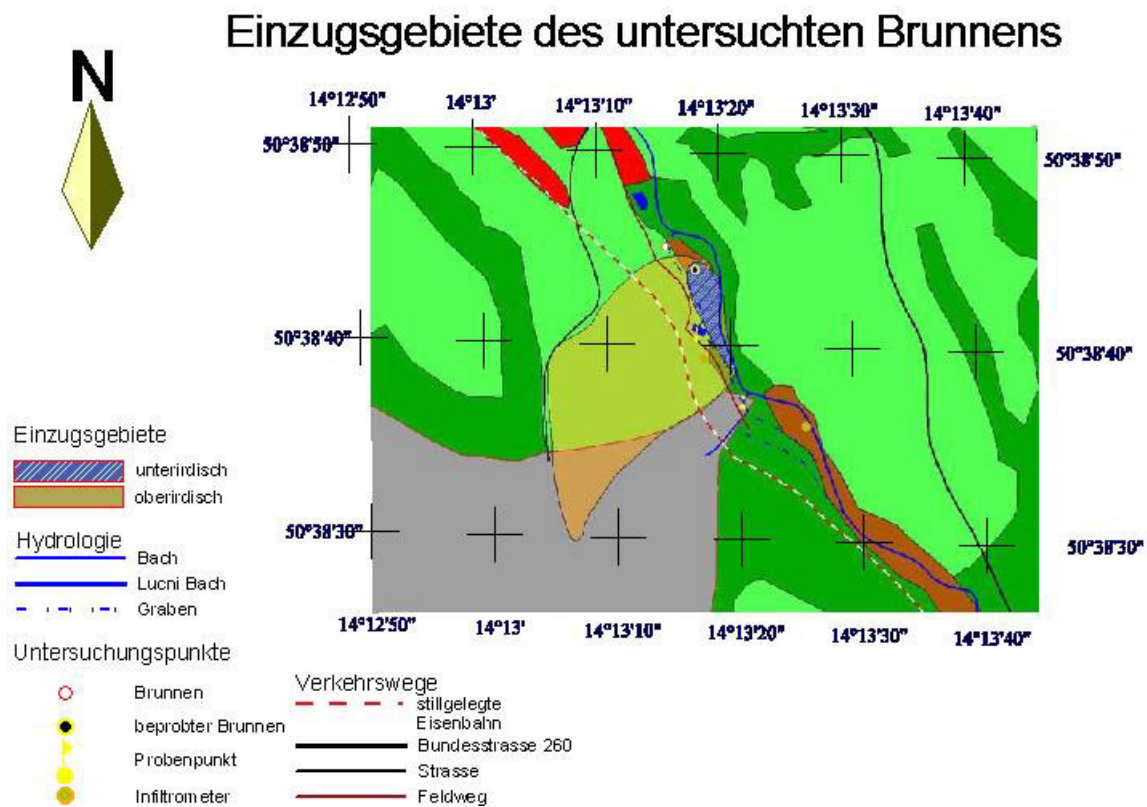 Einzugsgebiete des untersuchten Brunnens
N
14°12'50" 14°13' 14°13'10" 14°13'20" 14°13'30" 14°13'40"
50°38'50" 50°38'50"
50°38'40" 50°38'40"
50°38'30" 50°38'30"
14°12'50" 14°13' 14°13'10" 14°13'20" 14°13'30" 14°13'40"
Einzugsgebiete
unterirdisch
oberirdisch
Hydrologie
Bach
Lucni Bach
Graben
Untersuchungspunkte
Brunnen
beprobter Brunnen
Probenpunkt
Infiltrometer
Verkehrswege
stillgelegte
Eisenbahn
Bundesstrasse 260
Strasse
Feldweg